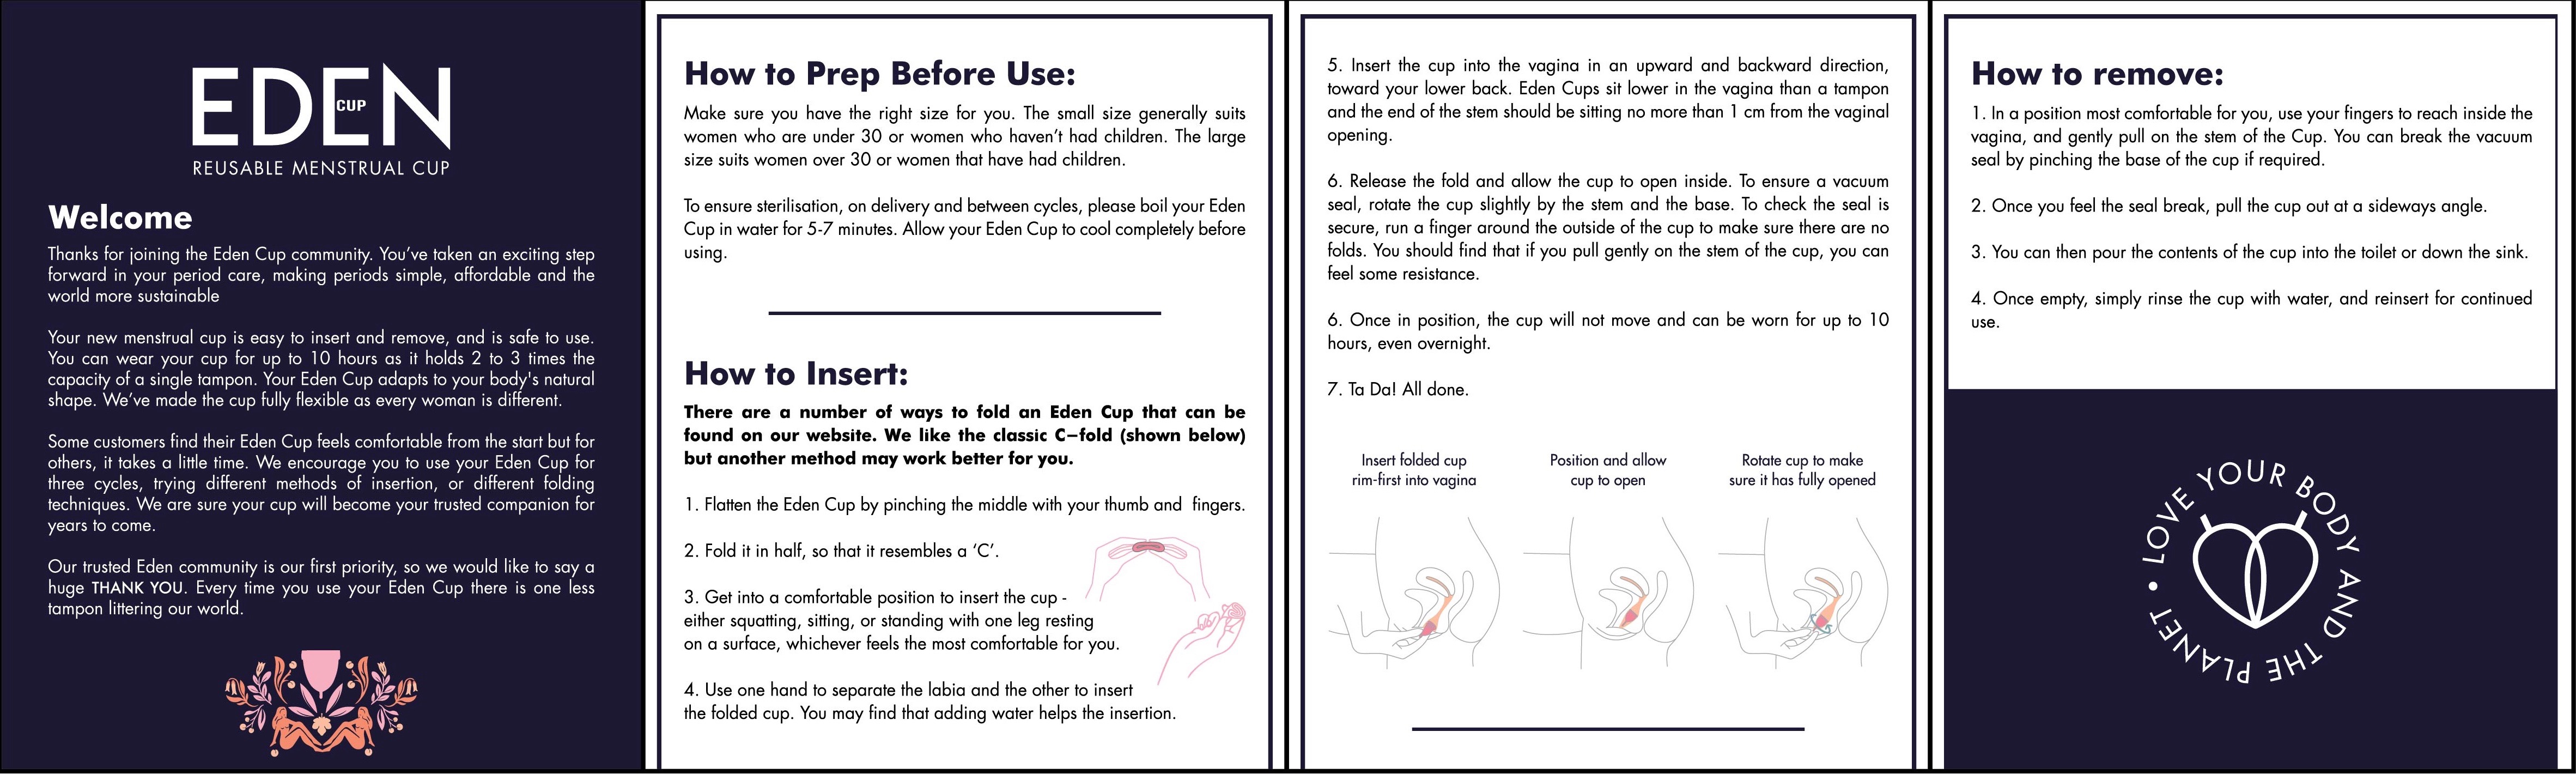 EDEN
CUP
REUSABLE MENSTRUAL CUP
Welcome
Thanks for joining the Eden Cup community. You've taken an exciting step
forward in your period care, making periods simple, affordable and the
world more sustainable
Your new menstrual cup is easy to insert and remove, and is safe to use.
You can wear your cup for up to 10 hours as it holds 2 to 3 times the
capacity of a single tampon. Your Eden Cup adapts to your body's natural
shape. We've made the cup fully flexible as every woman is different.
Some customers find their Eden Cup feels comfortable from the start but for
others, it takes a little time. We encourage you to use your Eden Cup for
three cycles, trying different methods of insertion, or different folding
techniques. We are sure your cup will become your trusted companion for
years to come.
Our trusted Eden community is our first priority, so we would like to say a
huge THANK YOU. Every time you use your Eden Cup there is one less
tampon littering our world.
How to Prep Before Use:
Make sure you have the right size for you. The small size generally suits
women who are under 30 or women who haven't had children. The large
size suits women over 30 or women that have had children.
To ensure sterilisation, on delivery and between cycles, please boil your Eden
Cup in water for 5-7 minutes. Allow your Eden Cup to cool completely before
using.
How to Insert:
There are a number of ways to fold an Eden Cup that can be
found on our website. We like the classic C–fold (shown below)
but another method may work better for you.
1. Flatten the Eden Cup by pinching the middle with your thumb and fingers.
2. Fold it in half, so that it resembles a 'C'.
3. Get into a comfortable position to insert the cup -
either squatting, sitting, or standing with one leg resting
on a surface, whichever feels the most comfortable for you.
4. Use one hand to separate the labia and the other to insert
the folded cup. You may find that adding water helps the insertion.
5. Insert the cup into the vagina in an upward and backward direction,
toward your lower back. Eden Cups sit lower in the vagina than a tampon
and the end of the stem should be sitting no more than 1 cm from the vaginal
opening.
6. Release the fold and allow the cup to open inside. To ensure a vacuum
seal, rotate the cup slightly by the stem and the base. To check the seal is
secure, run a finger around the outside of the cup to make sure there are no
folds. You should find that if you pull gently on the stem of the cup, you can
feel some resistance.
6. Once in position, the cup will not move and can be worn for up to 10
hours, even overnight.
7. Ta Da! All done.
Insert folded cup
rim-first into vagina
Position and allow
cup to open
Rotate cup to make
sure it has fully opened
How to remove:
1. In a position most comfortable for you, use your fingers to reach inside the
vagina, and gently pull on the stem of the Cup. You can break the vacuum
seal by pinching the base of the cup if required.
2. Once you feel the seal break, pull the cup out at a sideways angle.
3. You can then pour the contents of the cup into the toilet or down the sink.
4. Once empty, simply rinse the cup with water, and reinsert for continued
use.
• LOVE YOUR BODY AND THE PLANET